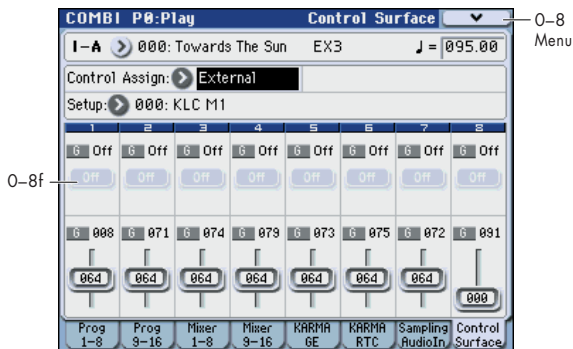 COMBI P0:Play Control Surface
0–8
Menu
I–A 000: Towards The Sun EX3 ♩= 095.00
Control Assign: External
Setup: 000: KLC M1
1 2 3 4 5 6 7 8
G Off G Off G Off G Off G Off G Off G Off G Off
0–8f
Off Off Off Off Off Off Off Off
G 008 G 071 G 074 G 079 G 073 G 075 G 072 G 091
064 064 064 064 064 064 064 000
Prog 1–8 Prog 9–16 Mixer 1–8 Mixer 9–16 KARMA GE KARMA RTC Sampling AudioIn Control Surface